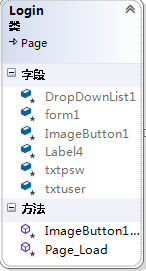 Login
类
Page
字段
DropDownList1
form1
ImageButton1
Label4
txtpsw
txtuser
方法
ImageButton1...
Page_Load